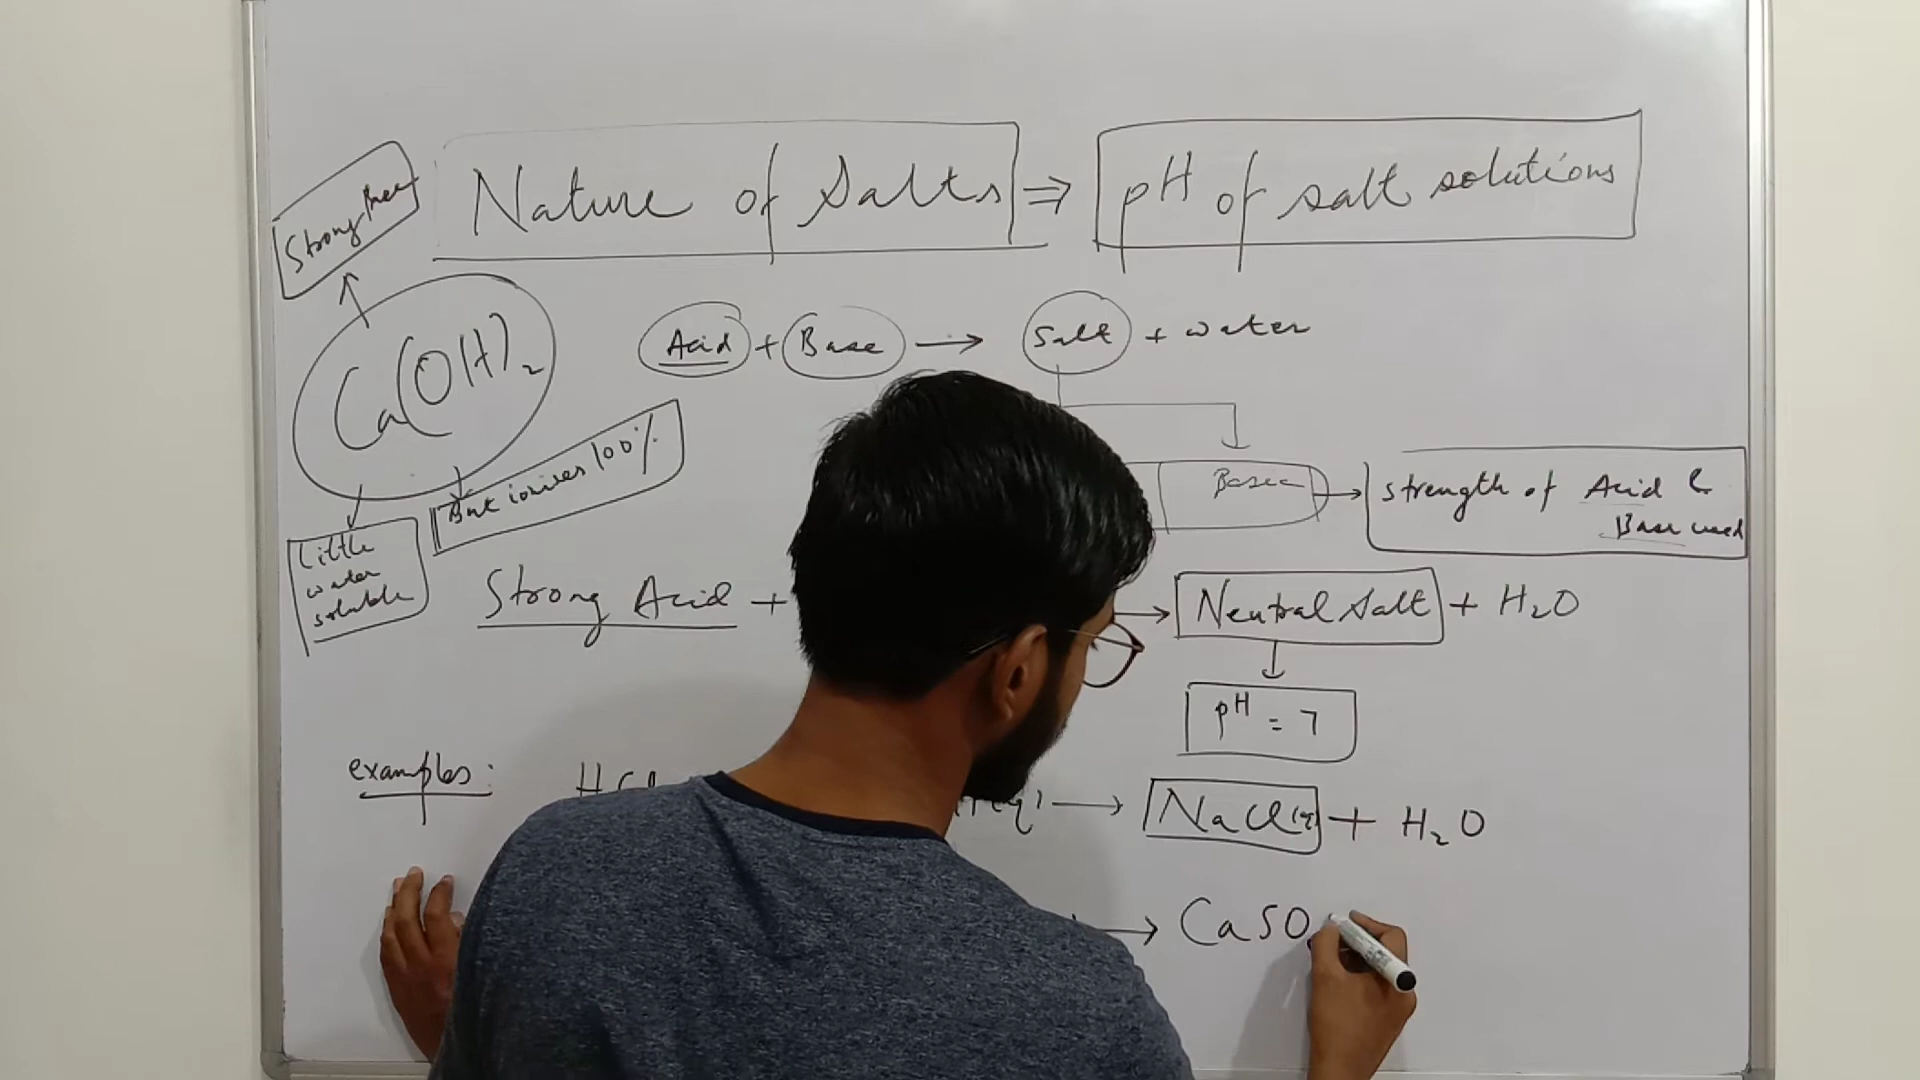 Nature of Salts ⇒ pH of salt solutions
Strong Base
Ca(OH)₂
Acid + Base → Salt + water
But ionises 100%
Little
water
soluble
Basic → strength of Acid &
Base used
Strong Acid + → Neutral Salt + H₂O
pH = 7
examples: HCl → NaCl(aq) + H₂O
→ CaSO